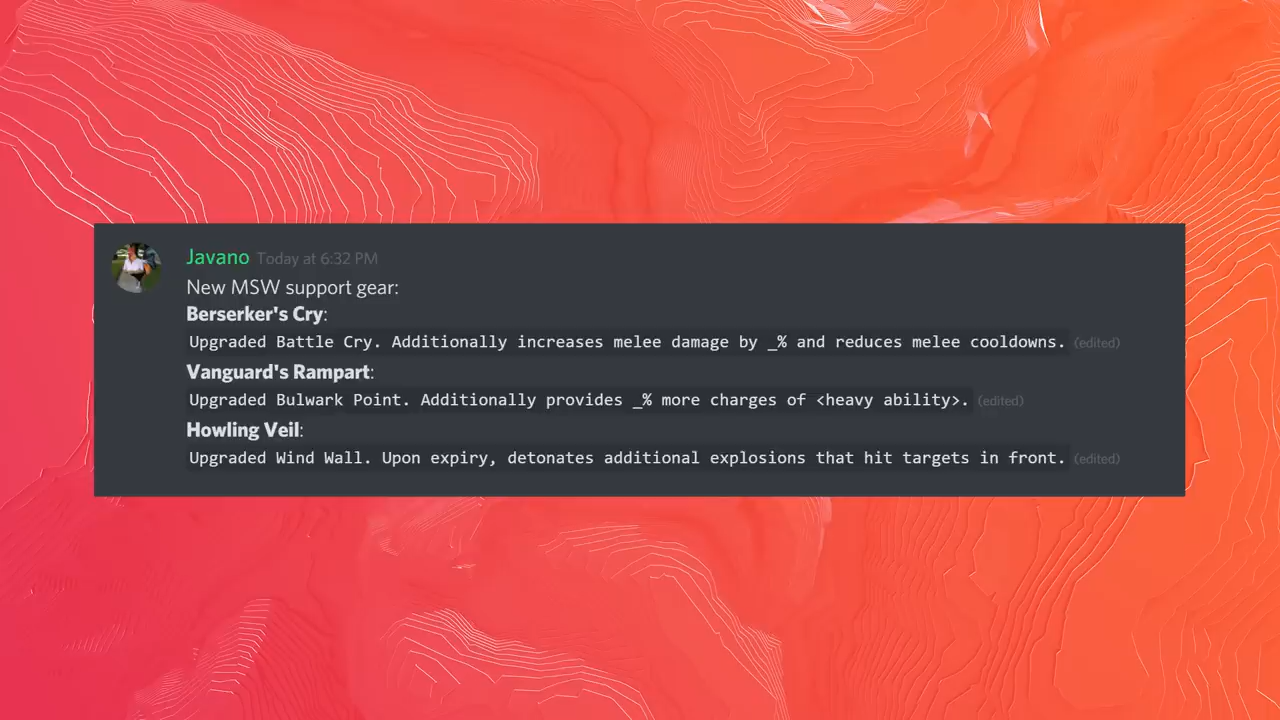 Javano Today at 6:32 PM
New MSW support gear:
Berserker's Cry:
Upgraded Battle Cry. Additionally increases melee damage by _% and reduces melee cooldowns. (edited)
Vanguard's Rampart:
Upgraded Bulwark Point. Additionally provides _% more charges of <heavy ability>. (edited)
Howling Veil:
Upgraded Wind Wall. Upon expiry, detonates additional explosions that hit targets in front. (edited)